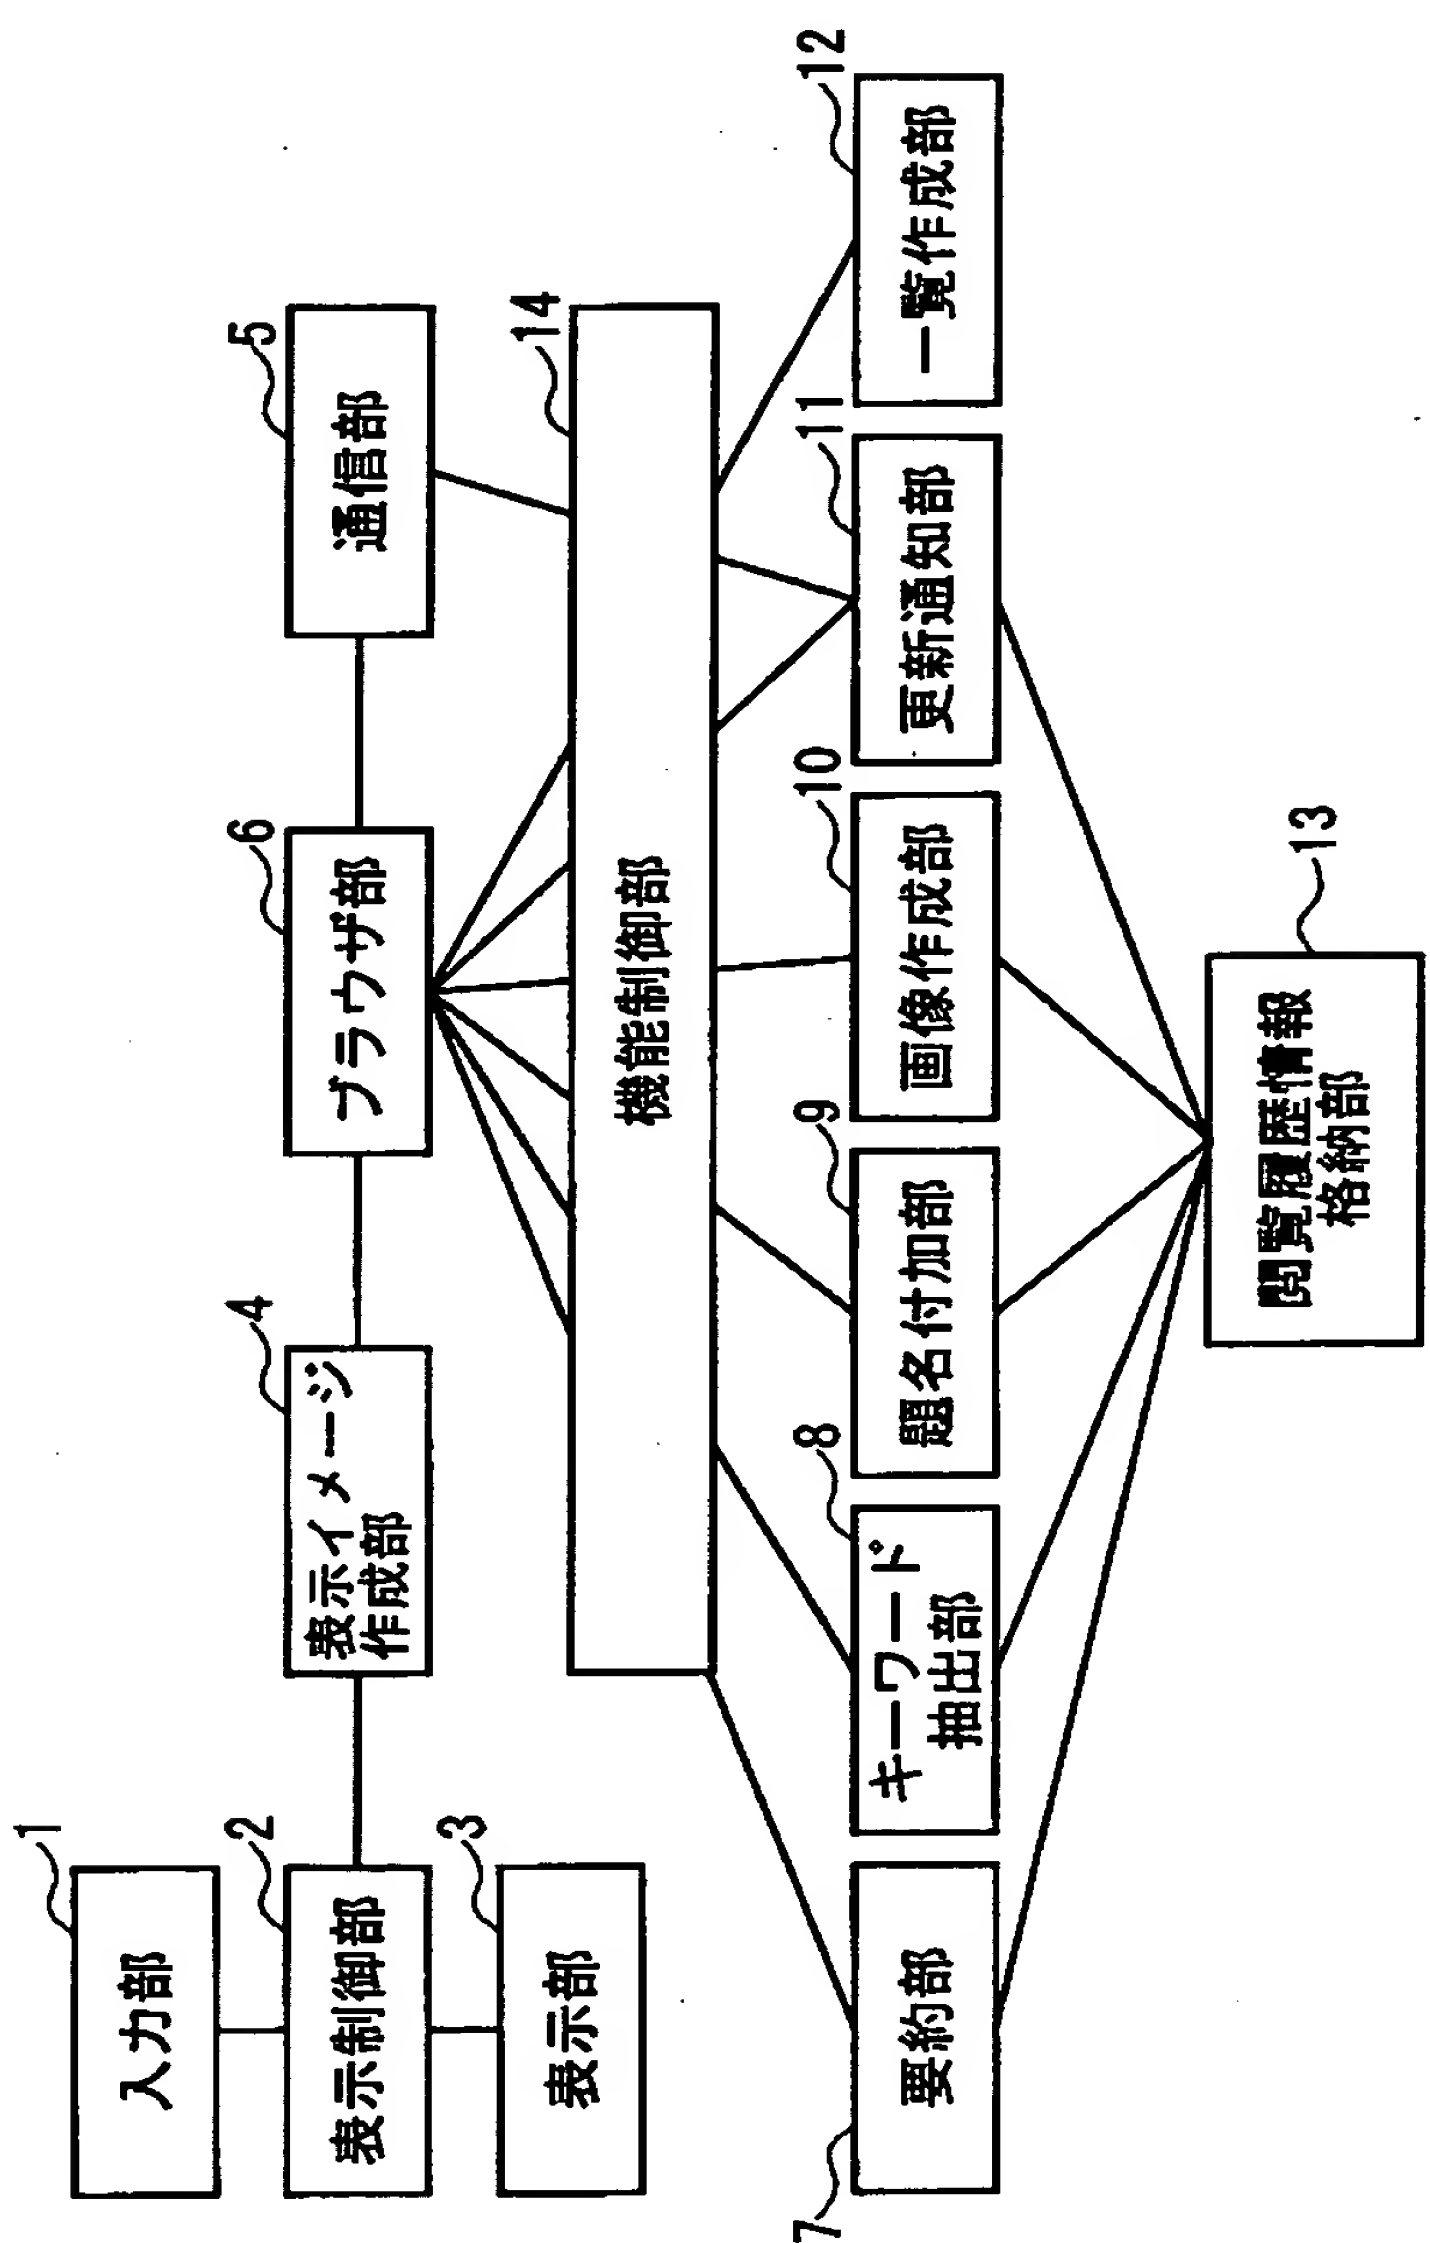 1
入力部
2
表示制御部
3
表示部
4
表示イメージ
作成部
6
ブラウザ部
5
通信部
14
機能制御部
7
要約部
8
キーワード
抽出部
9
題名付加部
10
画像作成部
11
更新通知部
12
一覧作成部
13
閲覧履歴情報
格納部